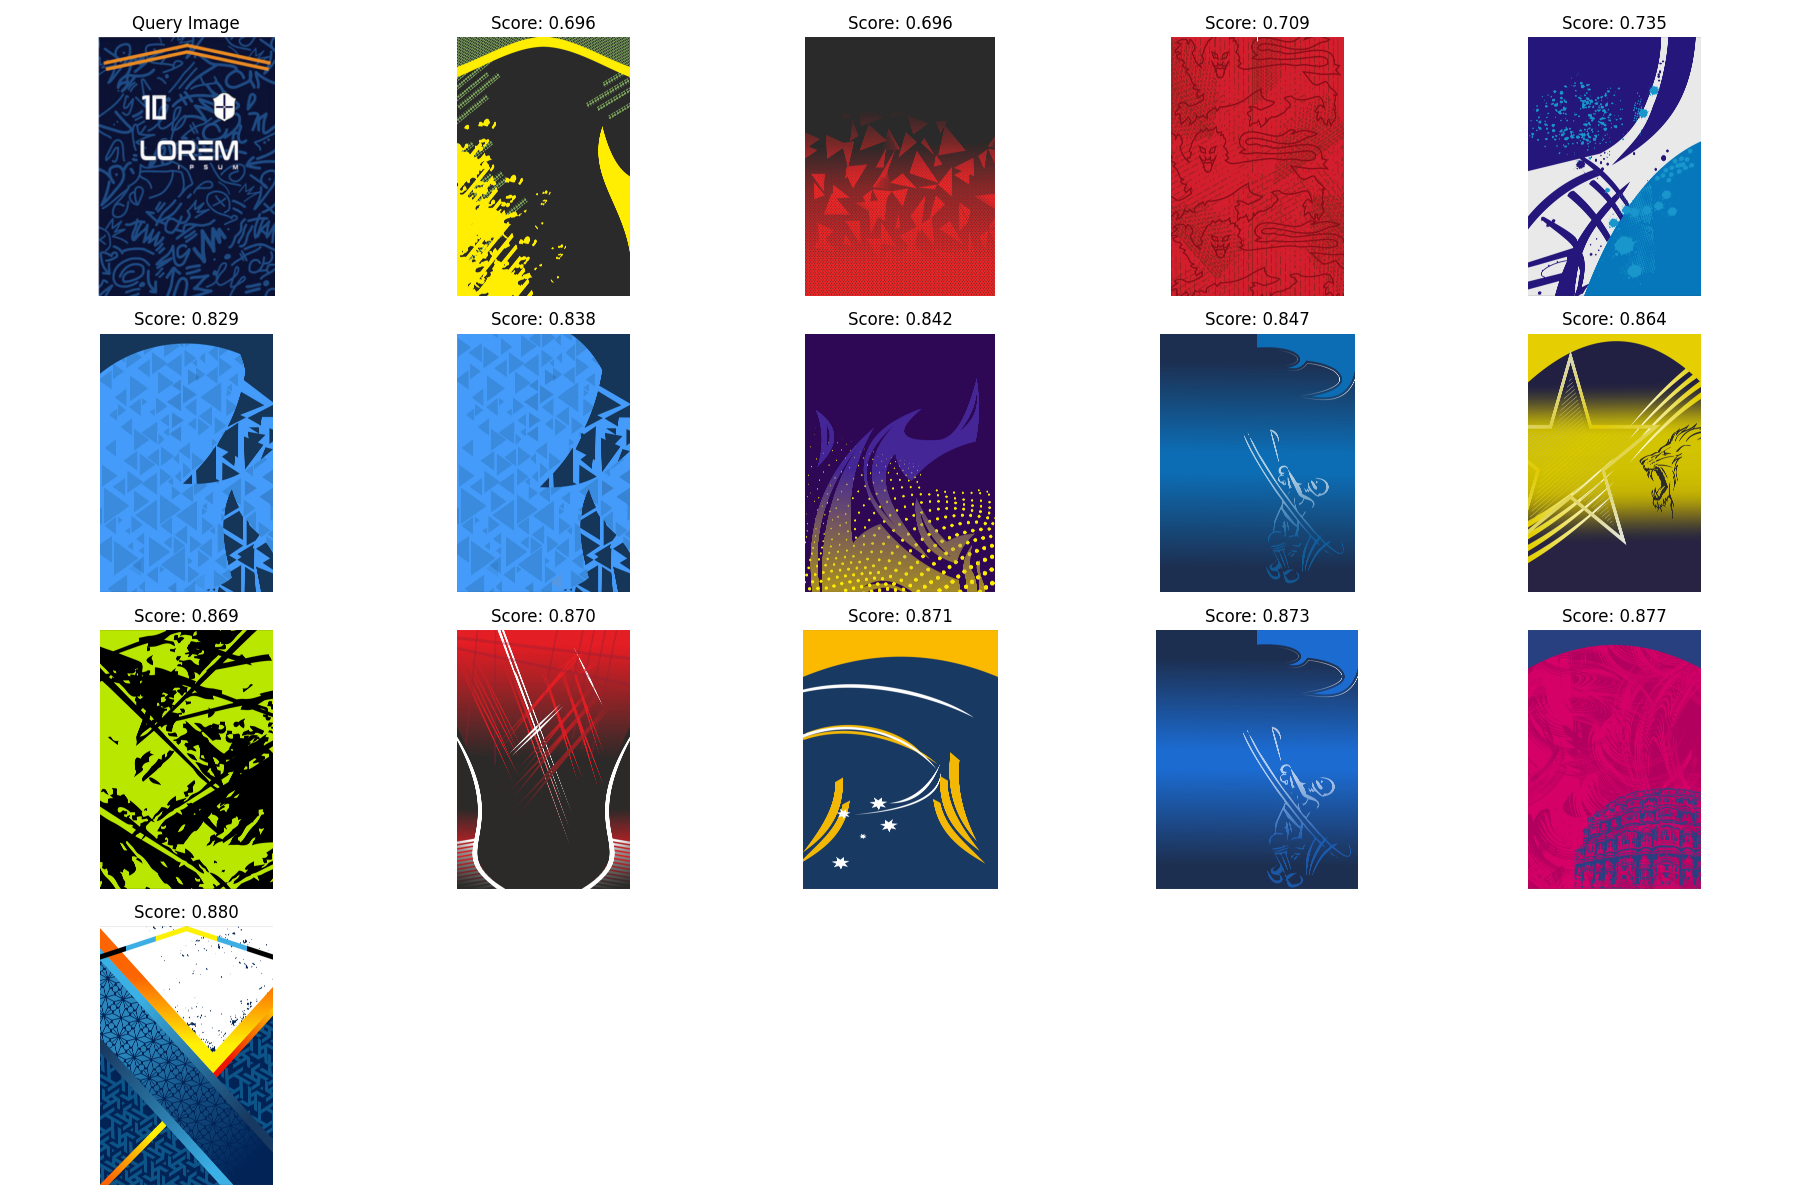 Query Image
Score: 0.696
Score: 0.696
Score: 0.709
Score: 0.735
10
LOREM
IPSUM
Score: 0.829
Score: 0.838
Score: 0.842
Score: 0.847
Score: 0.864
Score: 0.869
Score: 0.870
Score: 0.871
Score: 0.873
Score: 0.877
Score: 0.880